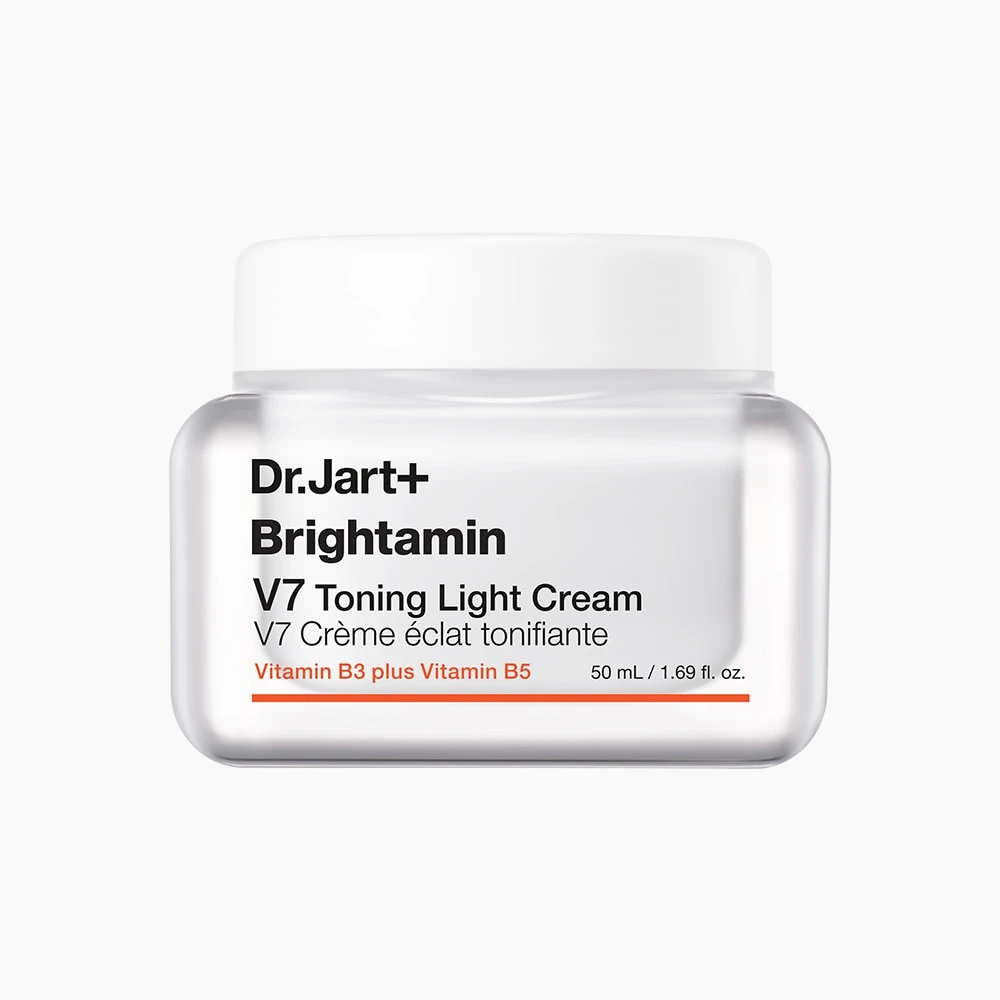 Dr.Jart+
Brightamin
V7 Toning Light Cream
V7 Crème éclat tonifiante
Vitamin B3 plus Vitamin B5 50 mL / 1.69 fl. oz.